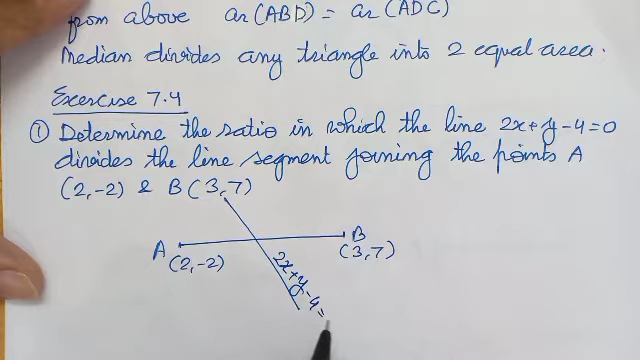 from above ar(ABD) = ar(ADC)
Median divides any triangle into 2 equal area.
Exercise 7.4
① Determine the ratio in which the line 2x+y-4=0
divides the line segment joining the points A
(2,-2) & B(3,7)
A
B
(2,-2)
(3,7)
2x+y-4=